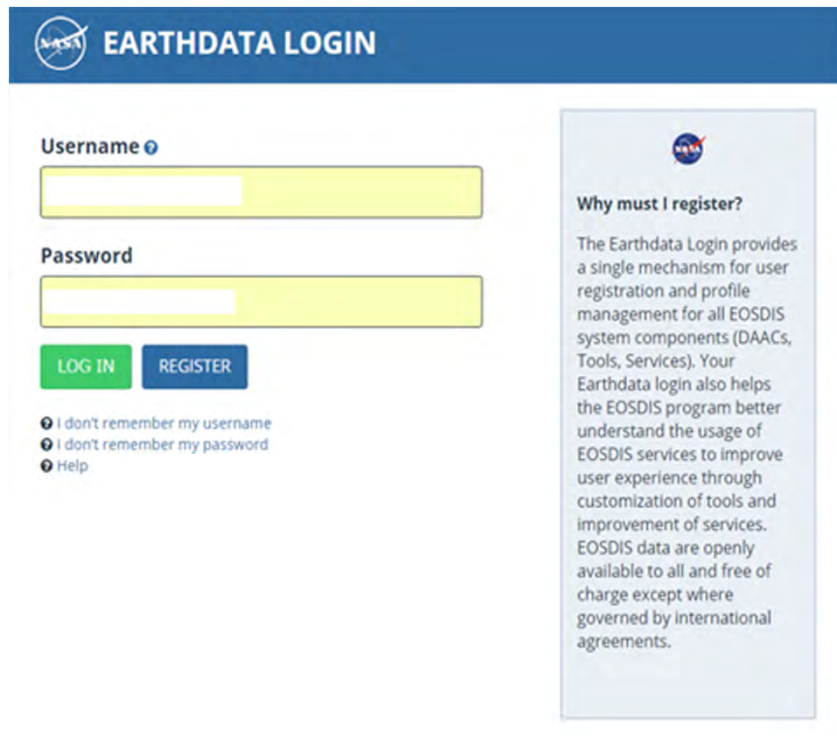 NASA EARTHDATA LOGIN
Username
Password
LOG IN REGISTER
I don't remember my username
I don't remember my password
Help
NASA
Why must I register?
The Earthdata Login provides
a single mechanism for user
registration and profile
management for all EOSDIS
system components (DAACs,
Tools, Services). Your
Earthdata login also helps
the EOSDIS program better
understand the usage of
EOSDIS services to improve
user experience through
customization of tools and
improvement of services.
EOSDIS data are openly
available to all and free of
charge except where
governed by international
agreements.